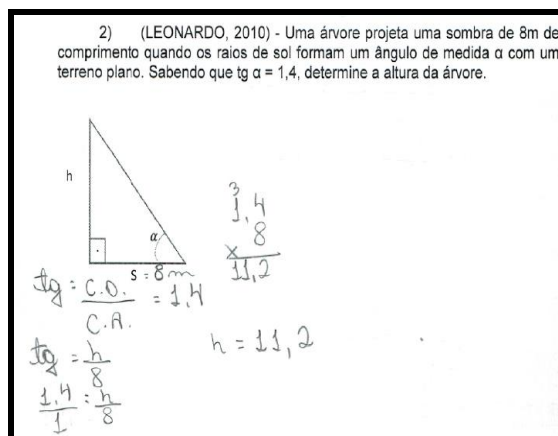 2) (LEONARDO, 2010) - Uma árvore projeta uma sombra de 8m de
comprimento quando os raios de sol formam um ângulo de medida α com um
terreno plano. Sabendo que tg α = 1,4, determine a altura da árvore.
h
α
S = 8 m
3
1,4
x 8
11,2
tg = C.O. / C.A. = 1,4
h = 11,2
tg = h/8
1,4/1 = h/8